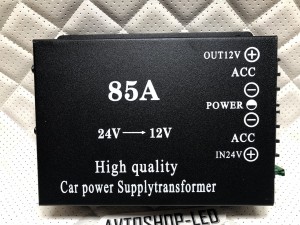 OUT12V
ACC
85A
POWER
24V → 12V
ACC
IN24V
High quality
Car power Supplytransformer
AVTOSHOP-LED